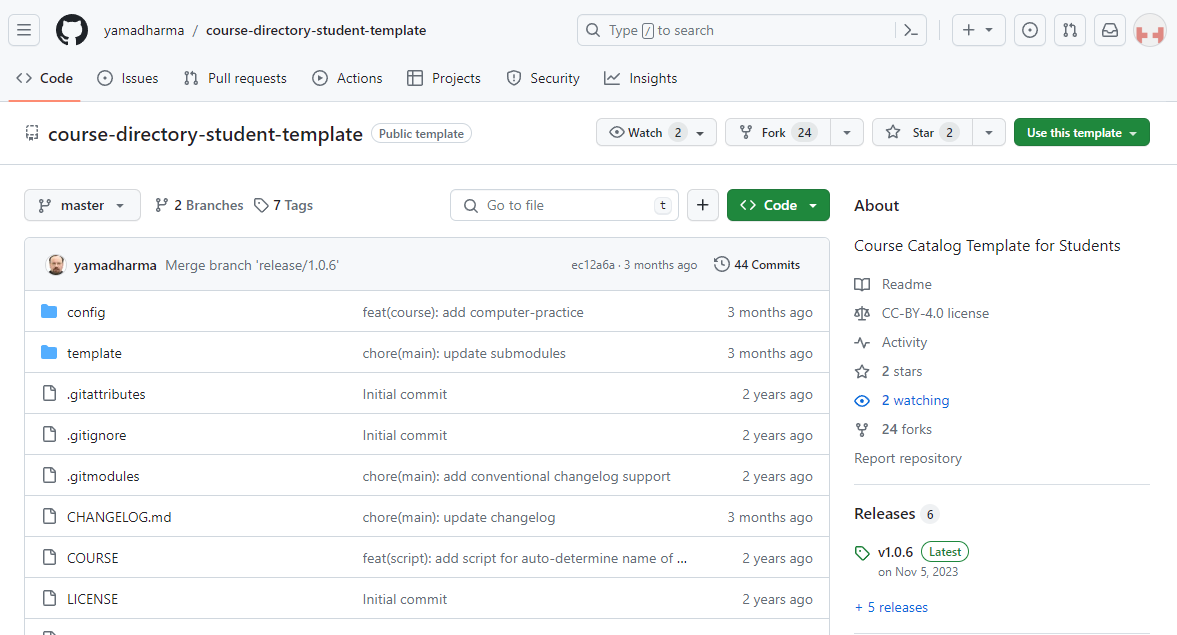 yamadharma / course-directory-student-template
Type / to search
Code Issues Pull requests Actions Projects Security Insights
course-directory-student-template Public template
Watch 2 Fork 24 Star 2 Use this template
master 2 Branches 7 Tags Go to file t + Code
yamadharma Merge branch 'release/1.0.6' ec12a6a · 3 months ago 44 Commits
config feat(course): add computer-practice 3 months ago
template chore(main): update submodules 3 months ago
.gitattributes Initial commit 2 years ago
.gitignore Initial commit 2 years ago
.gitmodules chore(main): add conventional changelog support 2 years ago
CHANGELOG.md chore(main): update changelog 3 months ago
COURSE feat(script): add script for auto-determine name of ... 2 years ago
LICENSE Initial commit 2 years ago
About
Course Catalog Template for Students
Readme
CC-BY-4.0 license
Activity
2 stars
2 watching
24 forks
Report repository
Releases 6
v1.0.6 Latest
on Nov 5, 2023
+ 5 releases